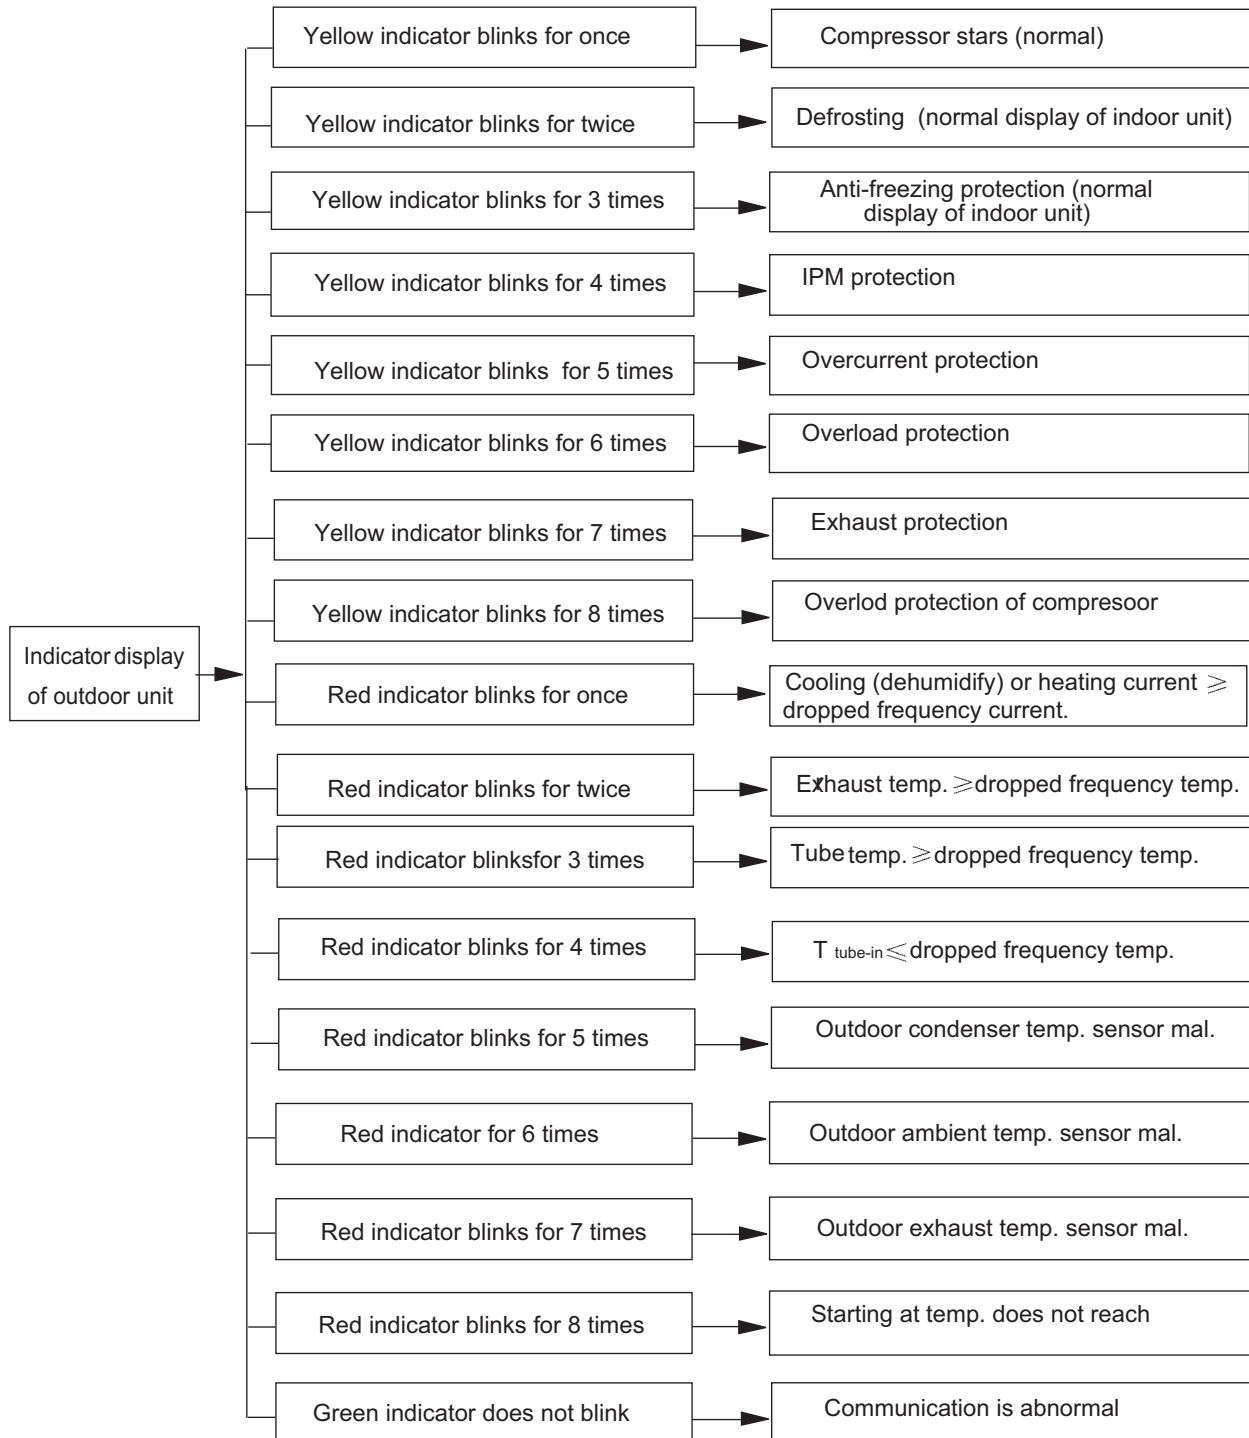 Yellow indicator blinks for once
Compressor stars (normal)
Yellow indicator blinks for twice
Defrosting (normal display of indoor unit)
Yellow indicator blinks for 3 times
Anti-freezing protection (normal
display of indoor unit)
Yellow indicator blinks for 4 times
IPM protection
Yellow indicator blinks for 5 times
Overcurrent protection
Yellow indicator blinks for 6 times
Overload protection
Yellow indicator blinks for 7 times
Exhaust protection
Yellow indicator blinks for 8 times
Overlod protection of compresoor
Indicator display
of outdoor unit
Red indicator blinks for once
Cooling (dehumidify) or heating current ⩾
dropped frequency current.
Red indicator blinks for twice
Exhaust temp. ⩾dropped frequency temp.
Red indicator blinksfor 3 times
Tube temp. ⩾dropped frequency temp.
Red indicator blinks for 4 times
T tube-in ⩽ dropped frequency temp.
Red indicator blinks for 5 times
Outdoor condenser temp. sensor mal.
Red indicator for 6 times
Outdoor ambient temp. sensor mal.
Red indicator blinks for 7 times
Outdoor exhaust temp. sensor mal.
Red indicator blinks for 8 times
Starting at temp. does not reach
Green indicator does not blink
Communication is abnormal